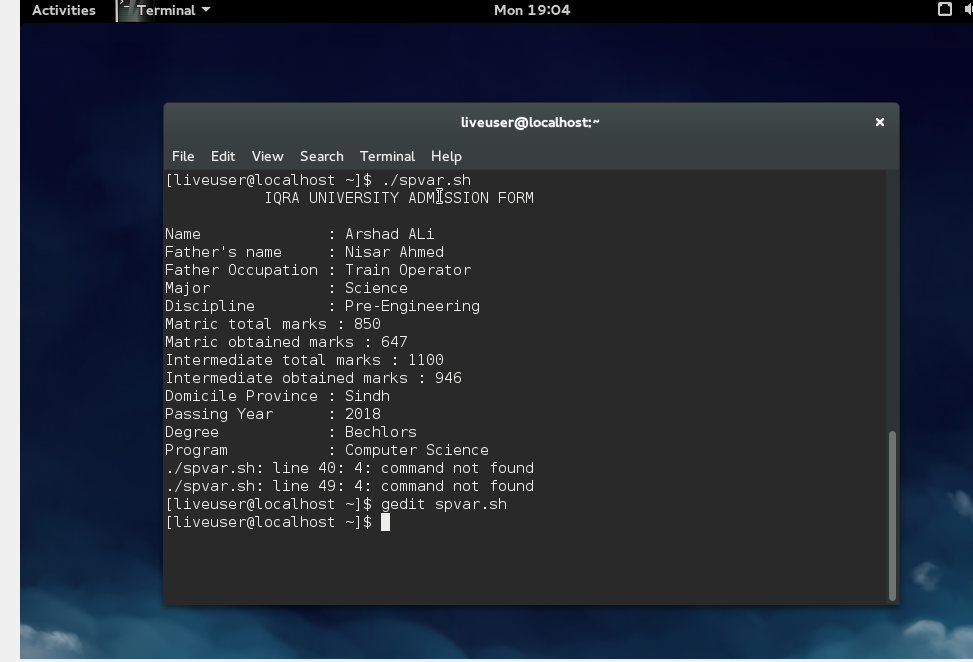 Activities Terminal Mon 19:04
liveuser@localhost:~
File Edit View Search Terminal Help
[liveuser@localhost ~]$ ./spvar.sh
IQRA UNIVERSITY ADMISSION FORM
Name : Arshad ALi
Father's name : Nisar Ahmed
Father Occupation : Train Operator
Major : Science
Discipline : Pre-Engineering
Matric total marks : 850
Matric obtained marks : 647
Intermediate total marks : 1100
Intermediate obtained marks : 946
Domicile Province : Sindh
Passing Year : 2018
Degree : Bechlors
Program : Computer Science
./spvar.sh: line 40: 4: command not found
./spvar.sh: line 49: 4: command not found
[liveuser@localhost ~]$ gedit spvar.sh
[liveuser@localhost ~]$